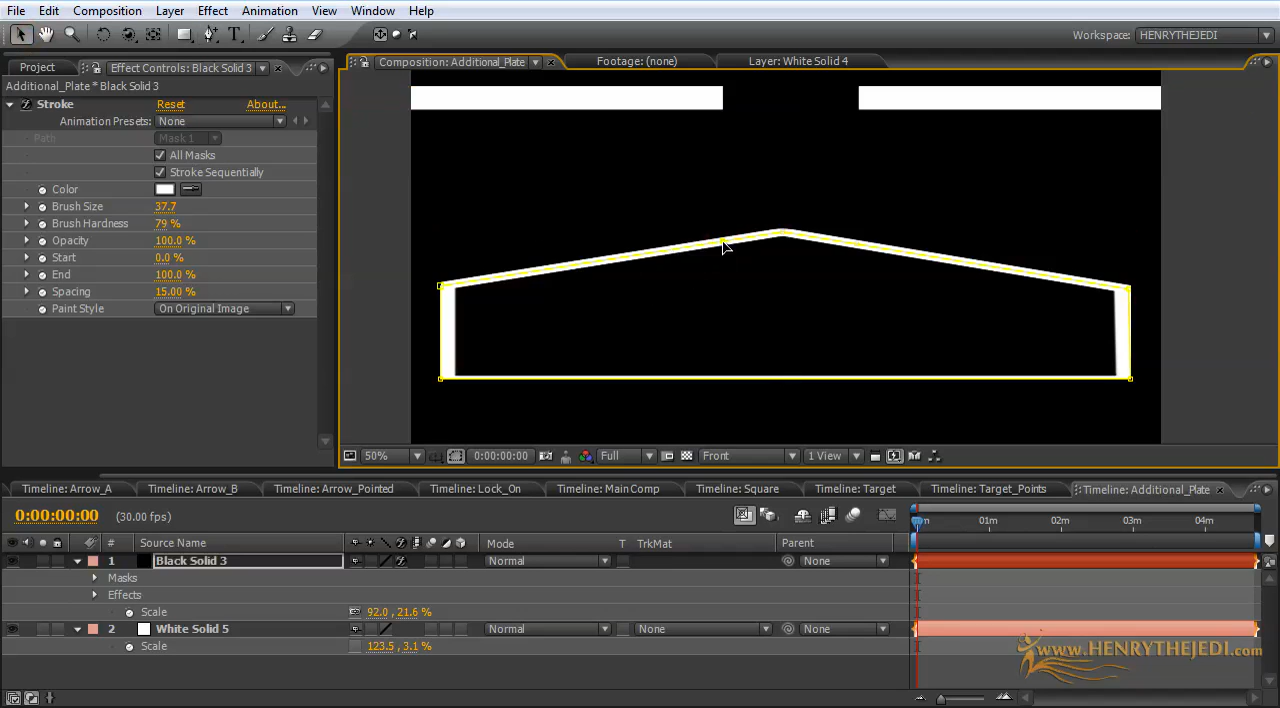 File Edit Composition Layer Effect Animation View Window Help
Workspace: HENRYTHEJEDI
Project Effect Controls: Black Solid 3
Composition: Additional_Plate Footage: (none) Layer: White Solid 4
Additional_Plate * Black Solid 3
Stroke Reset About...
Animation Presets: None
Path Mask 1
All Masks
Stroke Sequentially
Color
Brush Size 37.7
Brush Hardness 79 %
Opacity 100.0 %
Start 0.0 %
End 100.0 %
Spacing 15.00 %
Paint Style On Original Image
50% 0:00:00:00 Full Front 1 View
Timeline: Arrow_A Timeline: Arrow_B Timeline: Arrow_Pointed Timeline: Lock_On Timeline: Main Comp Timeline: Square Timeline: Target Timeline: Target_Points Timeline: Additional_Plate
0:00:00:00 (30.00 fps)
01m 02m 03m 04m
# Source Name Mode T TrkMat Parent
1 Black Solid 3 Normal None
Masks
Effects
Scale 92.0 , 21.6 %
2 White Solid 5 Normal None None
Scale 123.5 , 3.1 %
www.HENRYTHEJEDI.com